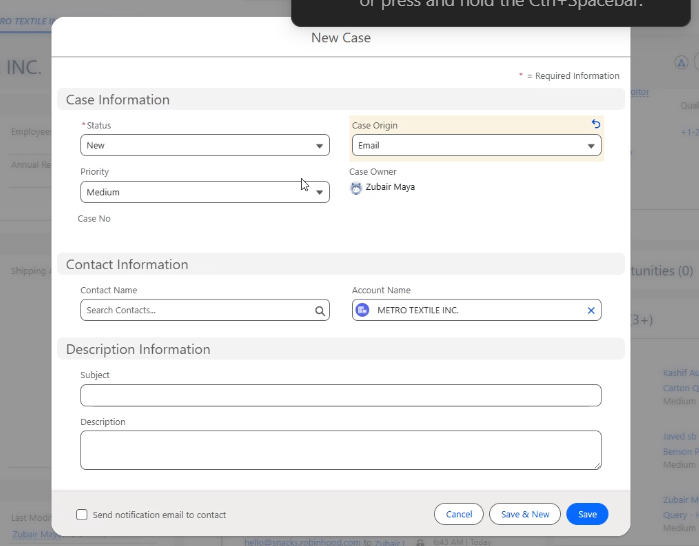 or press and hold the Ctrl+Spacebar.
RO TEXTILE I
New Case
INC.
* = Required Information
Case Information
*Status
Case Origin
Employee
New
Email
+1-3
Annual Re
Priority
Case Owner
Medium
Zubair Maya
Case No
Contact Information
Shipping
tunities (0)
Contact Name
Account Name
Search Contacts...
METRO TEXTILE INC.
3+)
Description Information
Subject
Kashif Au
Carton Q
Medium
Description
Javed sb
Benson P
Medium
Zubair M
Send notification email to contact
Cancel
Save & New
Save
Query -
Last Modi
Medium
Zubair May
hello@snacks.robinhood.com to Zubair
6:43 AM | Today